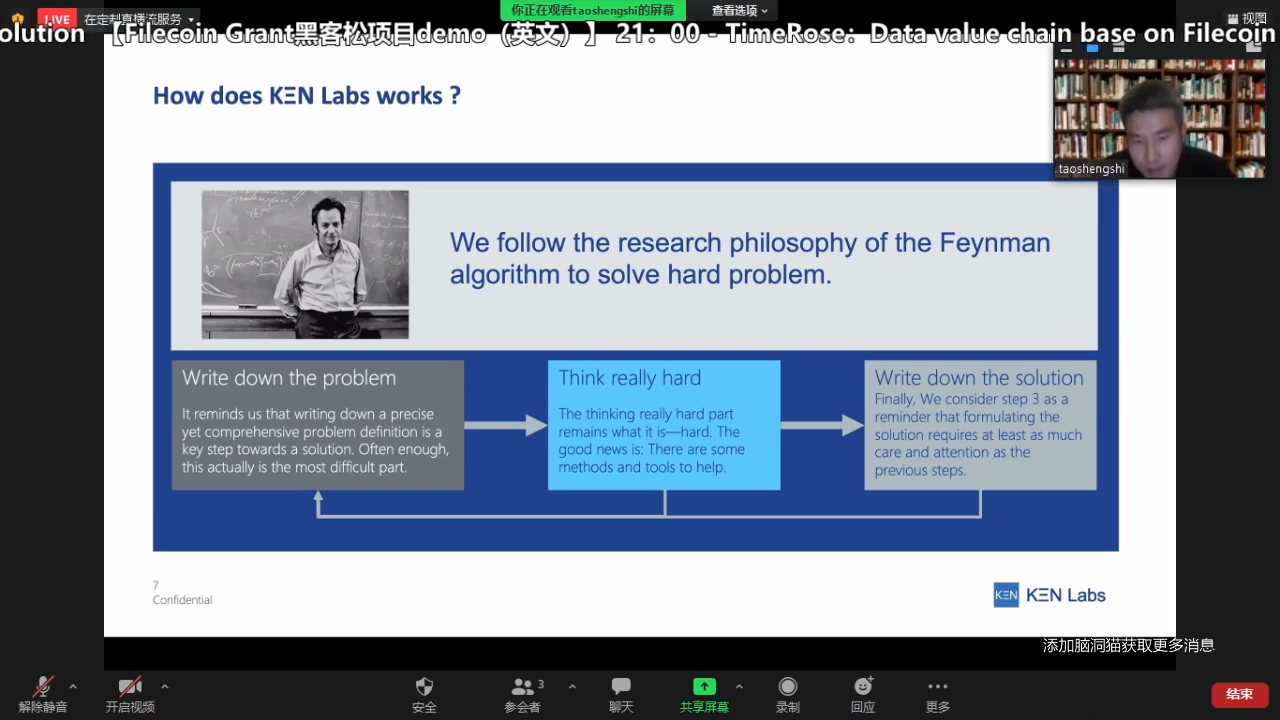 LIVE 在定制直播流服务
你正在观看taoshengshi的屏幕
查看选项
视图
olution 【Filecoin Grant黑客松项目demo（英文）】 21：00 - TimeRose：Data value chain base on Filecoin
How does KΞN Labs works ?
taoshengshi
We follow the research philosophy of the Feynman
algorithm to solve hard problem.
Write down the problem
It reminds us that writing down a precise
yet comprehensive problem definition is a
key step towards a solution. Often enough,
this actually is the most difficult part.
Think really hard
The thinking really hard part
remains what it is—hard. The
good news is: There are some
methods and tools to help.
Write down the solution
Finally, We consider step 3 as a
reminder that formulating the
solution requires at least as much
care and attention as the
previous steps.
7
Confidential
KΞN KΞN Labs
添加脑洞猫获取更多消息
解除静音
开启视频
安全
3
参会者
聊天
共享屏幕
录制
回应
更多
结束